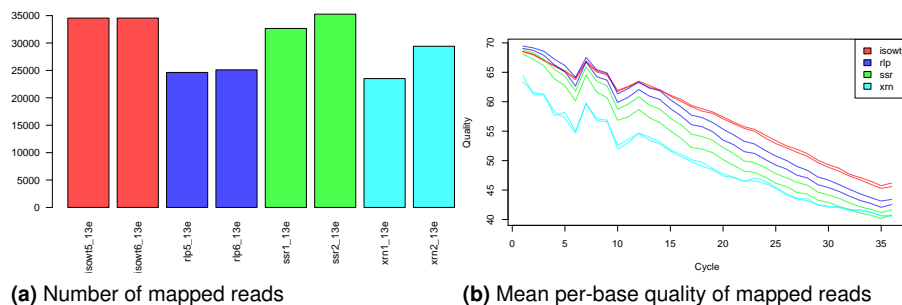 35000
30000
25000
20000
15000
10000
5000
0
isowt5_13e
isowt6_13e
rlp5_13e
rlp6_13e
ssr1_13e
ssr2_13e
xrn1_13e
xrn2_13e
(a) Number of mapped reads
70
65
60
55
50
45
40
Quality
0
5
10
15
20
25
30
35
Cycle
isowt
rlp
ssr
xrn
(b) Mean per-base quality of mapped reads